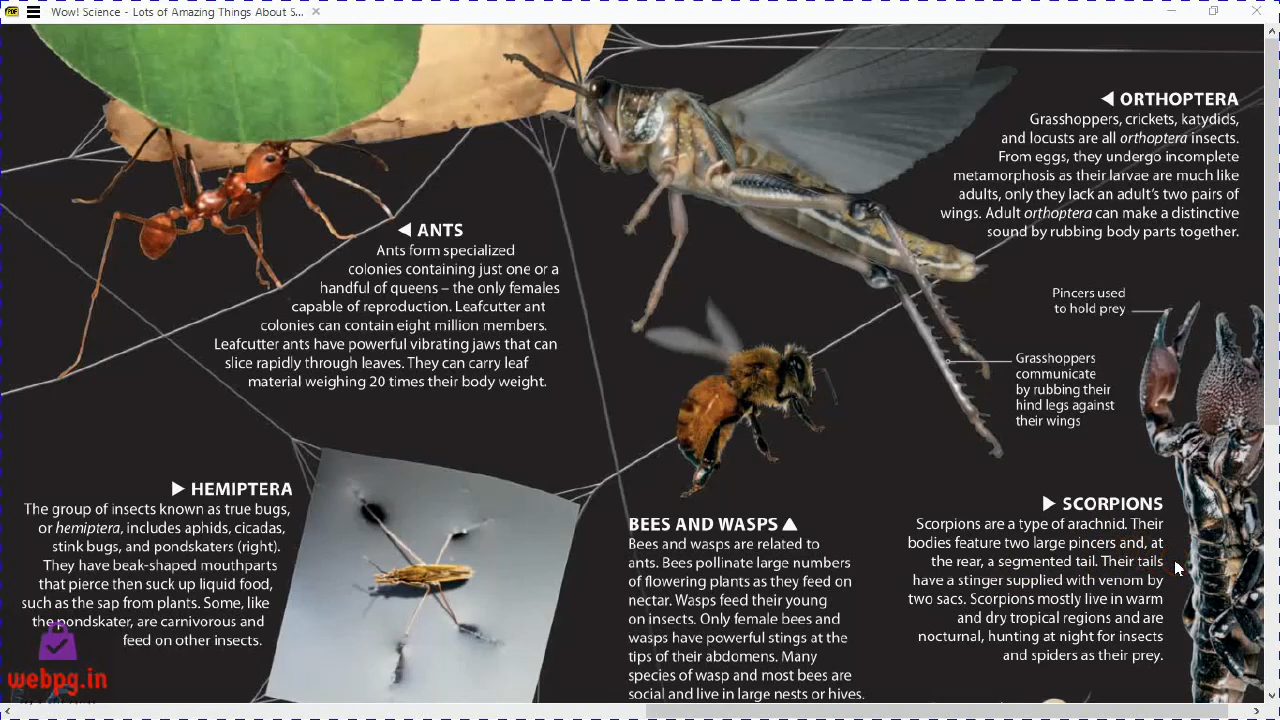 Wow! Science - Lots of Amazing Things About S...
◀ ORTHOPTERA
Grasshoppers, crickets, katydids,
and locusts are all orthoptera insects.
From eggs, they undergo incomplete
metamorphosis as their larvae are much like
adults, only they lack an adult's two pairs of
wings. Adult orthoptera can make a distinctive
sound by rubbing body parts together.
◀ ANTS
Ants form specialized
colonies containing just one or a
handful of queens – the only females
capable of reproduction. Leafcutter ant
colonies can contain eight million members.
Leafcutter ants have powerful vibrating jaws that can
slice rapidly through leaves. They can carry leaf
material weighing 20 times their body weight.
Pincers used
to hold prey
Grasshoppers
communicate
by rubbing their
hind legs against
their wings
▶ HEMIPTERA
The group of insects known as true bugs,
or hemiptera, includes aphids, cicadas,
stink bugs, and pondskaters (right).
They have beak-shaped mouthparts
that pierce then suck up liquid food,
such as the sap from plants. Some, like
the pondskater, are carnivorous and
feed on other insects.
BEES AND WASPS ▲
Bees and wasps are related to
ants. Bees pollinate large numbers
of flowering plants as they feed on
nectar. Wasps feed their young
on insects. Only female bees and
wasps have powerful stings at the
tips of their abdomens. Many
species of wasp and most bees are
social and live in large nests or hives.
▶ SCORPIONS
Scorpions are a type of arachnid. Their
bodies feature two large pincers and, at
the rear, a segmented tail. Their tails
have a stinger supplied with venom by
two sacs. Scorpions mostly live in warm
and dry tropical regions and are
nocturnal, hunting at night for insects
and spiders as their prey.
webpg.in